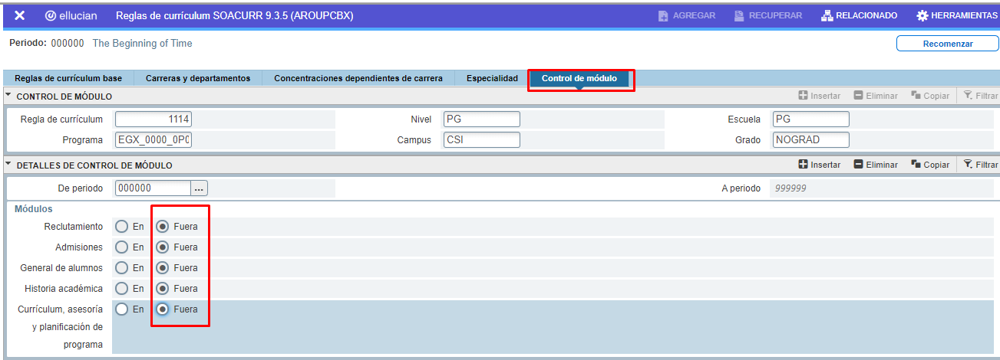 ✕ ellucian Reglas de currículum SOACURR 9.3.5 (AROUPCBX) AGREGAR RECUPERAR RELACIONADO HERRAMIENTAS
Periodo: 000000 The Beginning of Time Recomenzar
Reglas de currículum base Carreras y departamentos Concentraciones dependientes de carrera Especialidad Control de módulo
CONTROL DE MÓDULO Insertar Eliminar Copiar Filtrar
Regla de currículum 1114 Nivel PG Escuela PG
Programa EGX_0000_0P0 Campus CSI Grado NOGRAD
DETALLES DE CONTROL DE MÓDULO Insertar Eliminar Copiar Filtrar
De periodo 000000 ... A periodo 999999
Módulos
Reclutamiento En Fuera
Admisiones En Fuera
General de alumnos En Fuera
Historia académica En Fuera
Currículum, asesoría En Fuera
y planificación de
programa